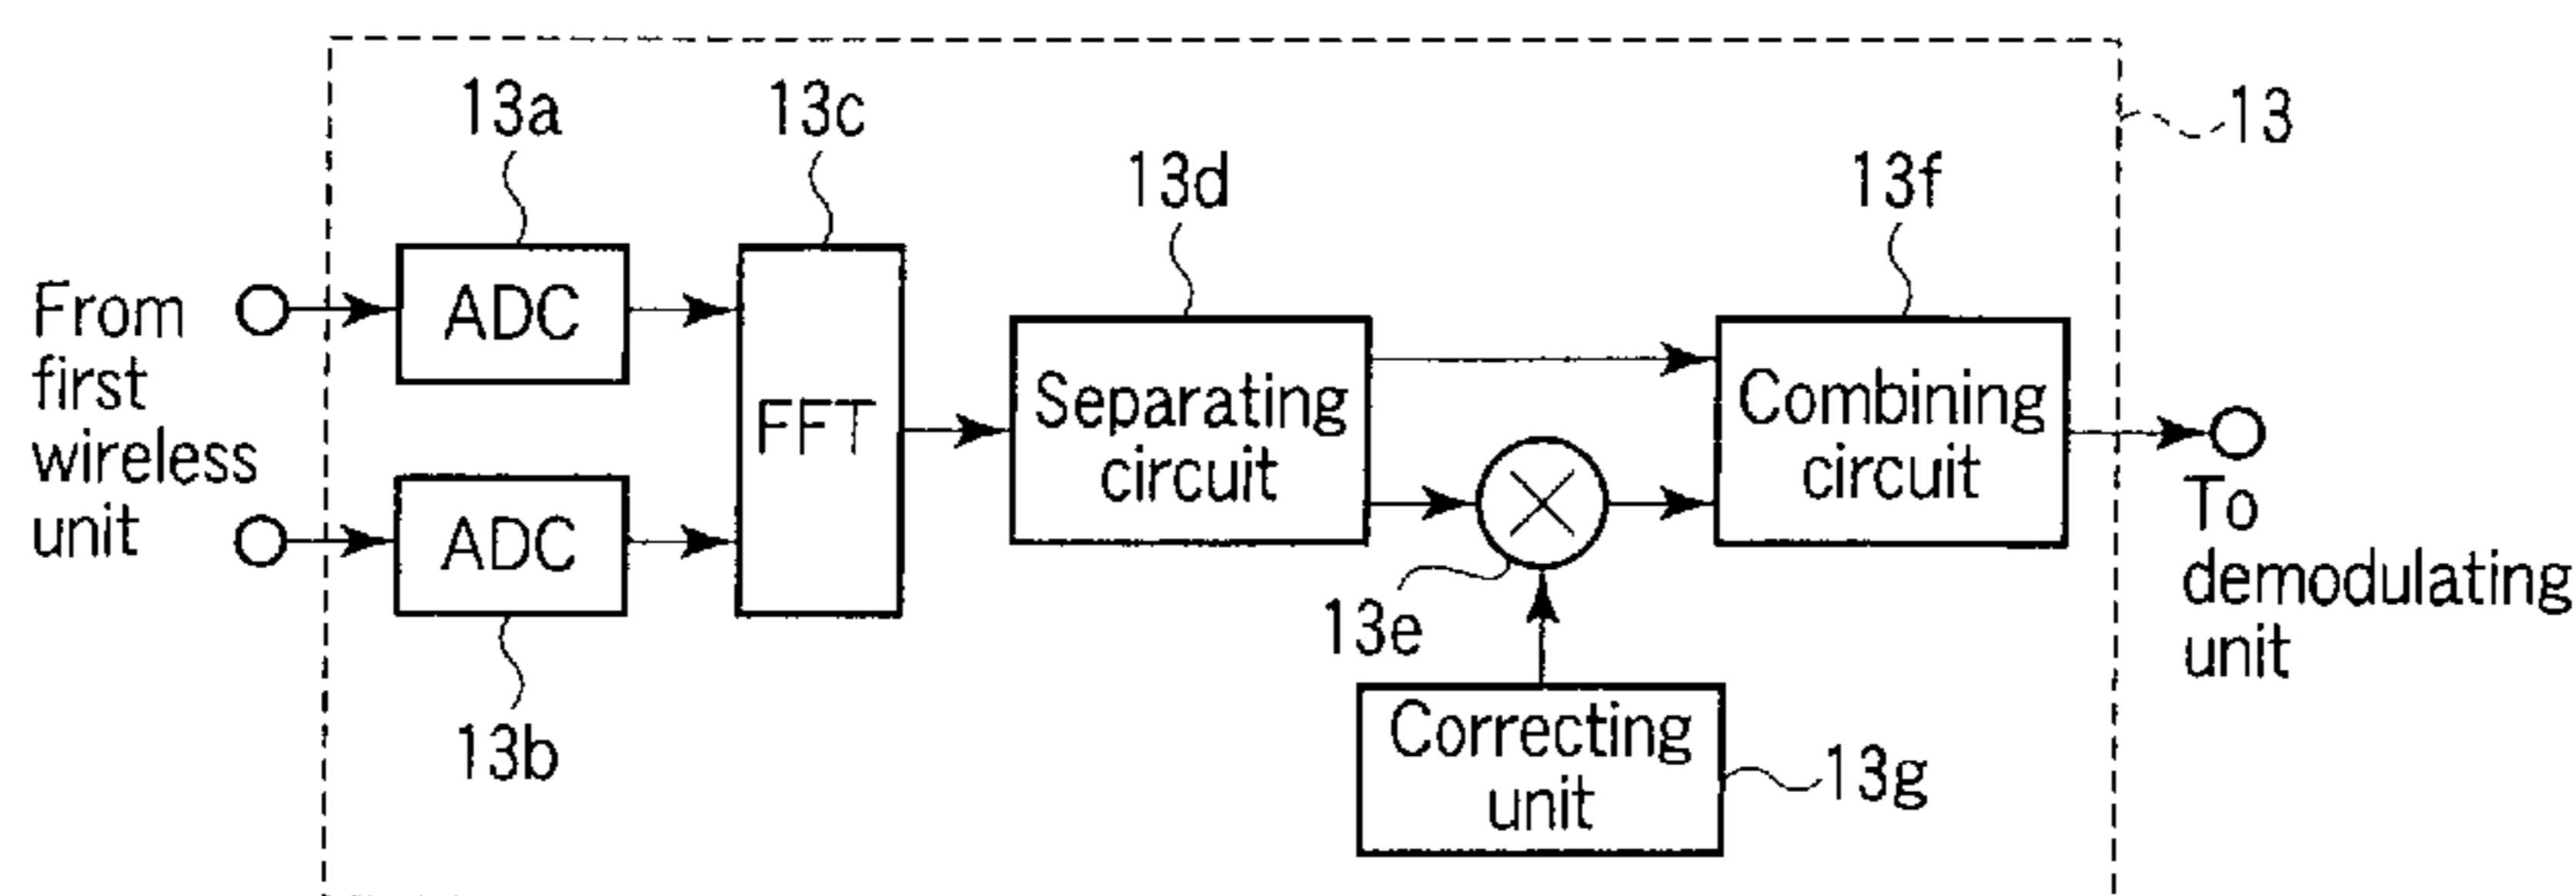 13a
13c
13
13d
13f
From
first
wireless
unit
ADC
ADC
FFT
Separating
circuit
Combining
circuit
To
demodulating
unit
13e
13b
Correcting
unit
13g